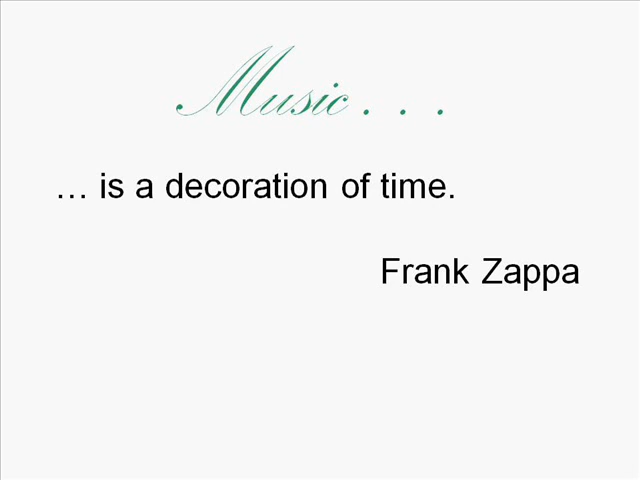 Music . . .
… is a decoration of time.
Frank Zappa